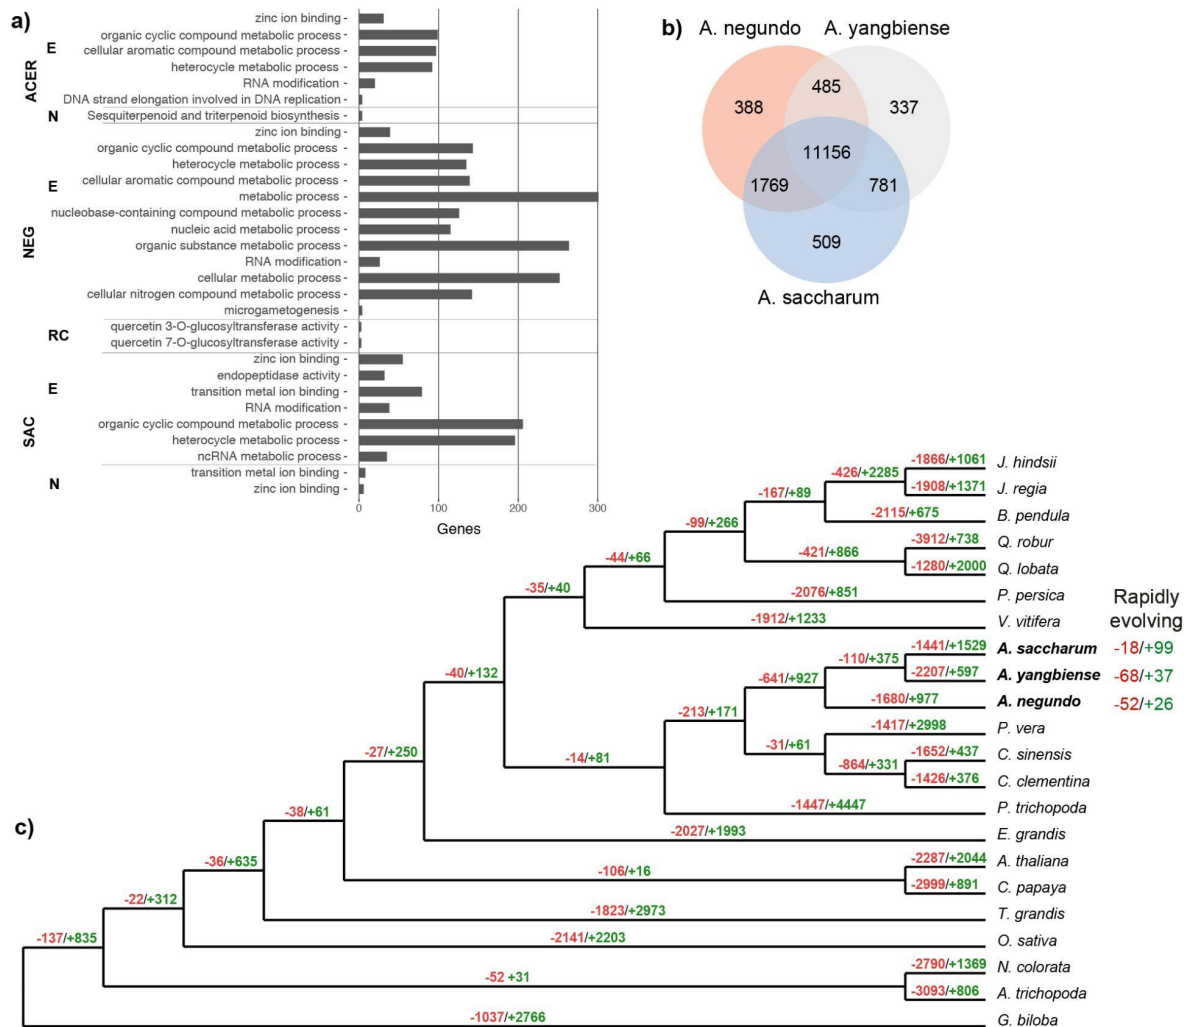 a)
ACER
E
zinc ion binding
organic cyclic compound metabolic process
cellular aromatic compound metabolic process
heterocycle metabolic process
RNA modification
DNA strand elongation involved in DNA replication
N
Sesquiterpenoid and triterpenoid biosynthesis
NEG
E
zinc ion binding
organic cyclic compound metabolic process
heterocycle metabolic process
cellular aromatic compound metabolic process
metabolic process
nucleobase-containing compound metabolic process
nucleic acid metabolic process
organic substance metabolic process
RNA modification
cellular metabolic process
cellular nitrogen compound metabolic process
microgametogenesis
RC
quercetin 3-O-glucosyltransferase activity
quercetin 7-O-glucosyltransferase activity
SAC
E
zinc ion binding
endopeptidase activity
transition metal ion binding
RNA modification
organic cyclic compound metabolic process
heterocycle metabolic process
ncRNA metabolic process
N
transition metal ion binding
zinc ion binding
0 100 200 300
Genes
b)
A. negundo A. yangbiense
485
388 337
11156
1769 781
509
A. saccharum
c)
-1866/+1061 J. hindsii
-426/+2285
-1908/+1371 J. regia
-167/+89
-2115/+675 B. pendula
-99/+266
-3912/+738 Q. robur
-421/+866
-1280/+2000 Q. lobata
-44/+66
-2076/+851 P. persica
-35/+40
-1912/+1233 V. vitifera
Rapidly
evolving
-1441/+1529 A. saccharum -18/+99
-110/+375
-2207/+597 A. yangbiense -68/+37
-641/+927
-1680/+977 A. negundo -52/+26
-40/+132
-213/+171
-1417/+2998 P. vera
-31/+61
-1652/+437 C. sinensis
-864/+331
-1426/+376 C. clementina
-14/+81
-1447/+4447 P. trichopoda
-27/+250
-2027/+1993 E. grandis
-38/+61
-2287/+2044 A. thaliana
-106/+16
-2999/+891 C. papaya
-36/+635
-1823/+2973 T. grandis
-22/+312
-2141/+2203 O. sativa
-137/+835
-2790/+1369 N. colorata
-52 +31
-3093/+806 A. trichopoda
-1037/+2766 G. biloba